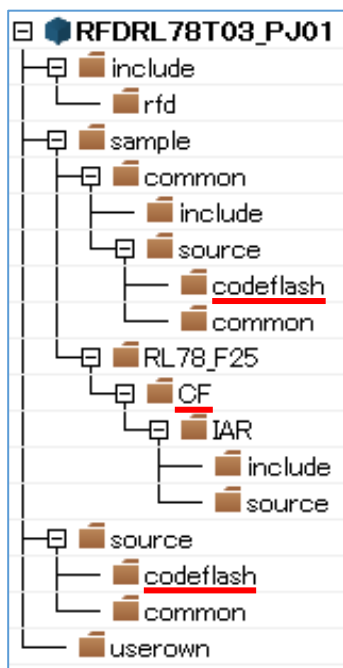 RFDRL78T03_PJ01
include
rfd
sample
common
include
source
codeflash
common
RL78_F25
CF
IAR
include
source
source
codeflash
common
userown